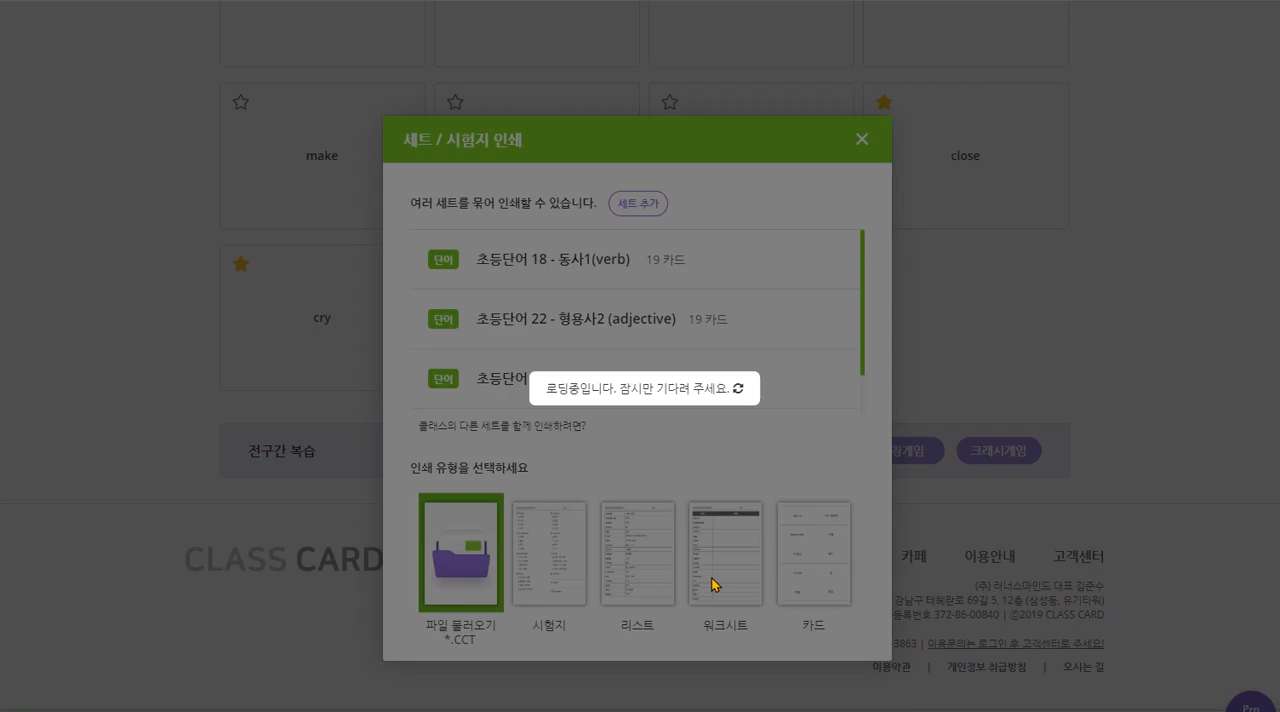 make
close
세트 / 시험지 인쇄
여러 세트를 묶어 인쇄할 수 있습니다.
세트 추가
단어 초등단어 18 - 동사1(verb) 19 카드
단어 초등단어 22 - 형용사2 (adjective) 19 카드
cry
단어 초등단어
로딩중입니다. 잠시만 기다려 주세요.
클래스의 다른 세트를 함께 인쇄하려면?
전구간 복습
크래시게임
인쇄 유형을 선택하세요
파일 불러오기
*.CCT
시험지
리스트
워크시트
카드
CLASS CARD
카페 이용안내 고객센터
(주) 러너스마인드 대표 김준수
강남구 테헤란로 69길 5, 12층 (삼성동, 유기타워)
등록번호 372-86-00840 | ⓒ2019 CLASS CARD
3863 | 이용문의는 로그인 후 고객센터로 주세요!
이용약관 | 개인정보 취급방침 | 오시는 길
Pro